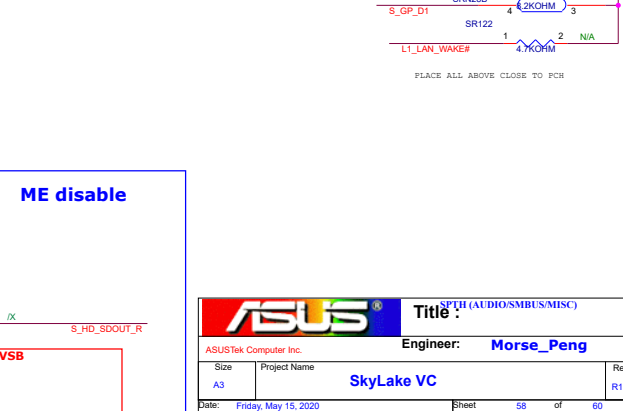 S_GP_D1
4
8.2KOHM
3
SR122
1
2
N/A
L1_LAN_WAKE#
4.7KOHM
PLACE ALL ABOVE CLOSE TO PCH
ME disable
/X
S_HD_SDOUT_R
VSB
ASUS®
Title :
SPTH (AUDIO/SMBUS/MISC)
ASUSTek Computer Inc.
Engineer:
Morse_Peng
Size
Project Name
A3
SkyLake VC
R1
Date:
Friday, May 15, 2020
Sheet
58
of
60